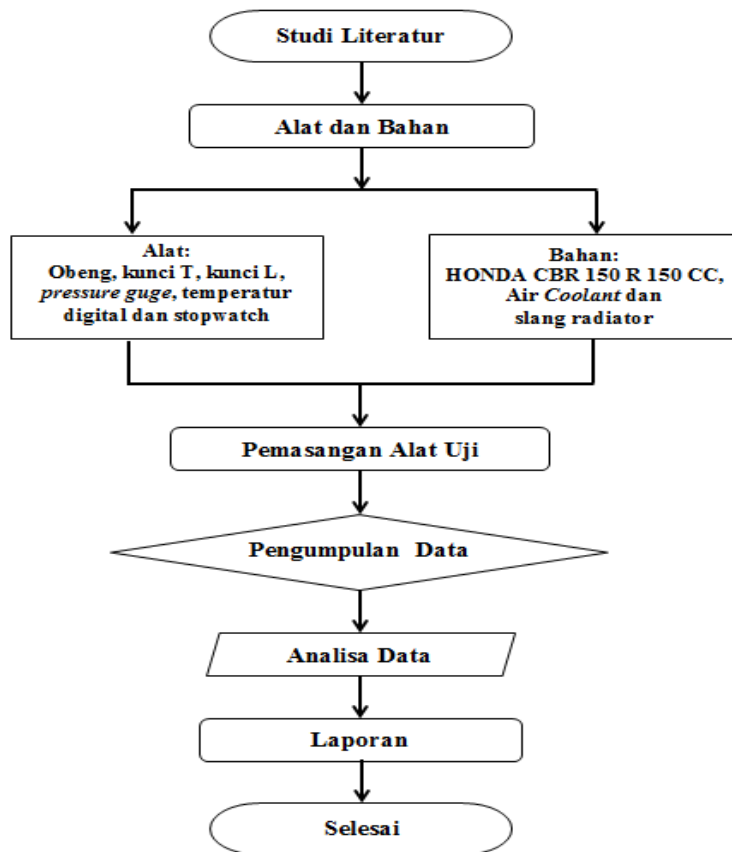 Studi Literatur
Alat dan Bahan
Alat:
Obeng, kunci T, kunci L,
pressure guge, temperatur
digital dan stopwatch
Bahan:
HONDA CBR 150 R 150 CC,
Air Coolant dan
slang radiator
Pemasangan Alat Uji
Pengumpulan Data
Analisa Data
Laporan
Selesai